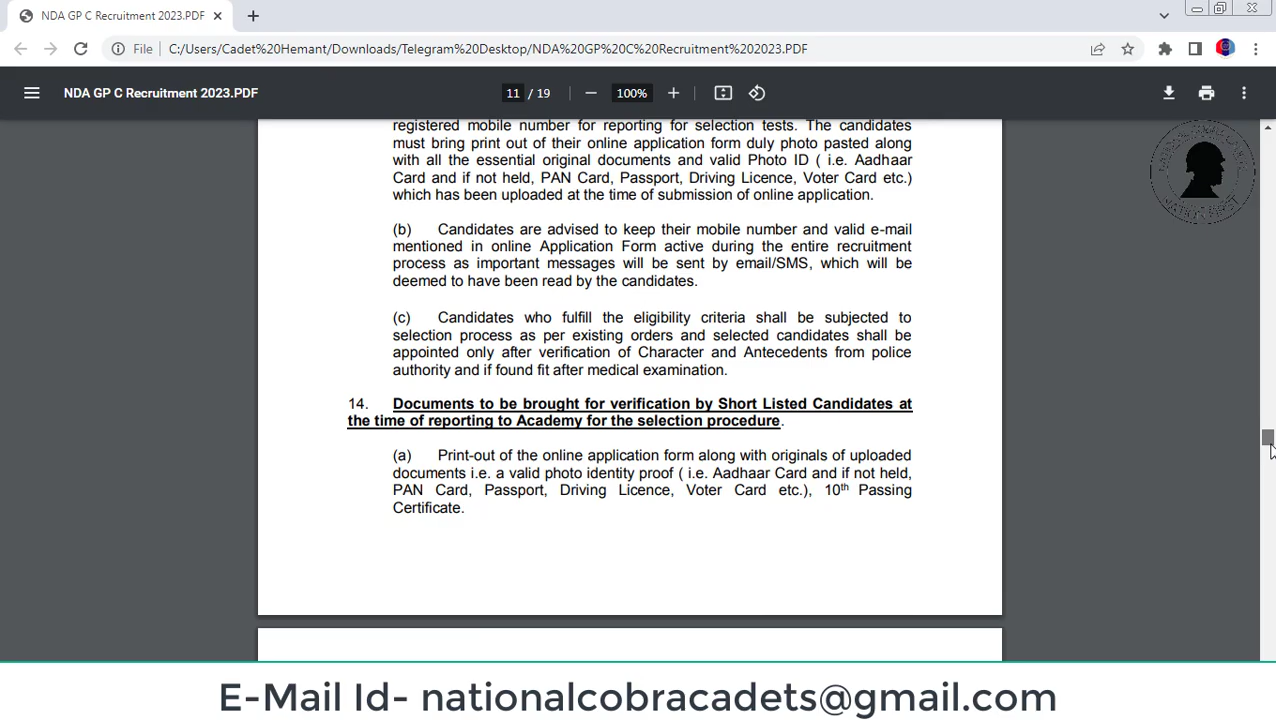 NDA GP C Recruitment 2023.PDF
File
C:/Users/Cadet%20Hemant/Downloads/Telegram%20Desktop/NDA%20GP%20C%20Recruitment%202023.PDF
NDA GP C Recruitment 2023.PDF
11 / 19
100%
registered mobile number for reporting for selection tests. The candidates
must bring print out of their online application form duly photo pasted along
with all the essential original documents and valid Photo ID ( i.e. Aadhaar
Card and if not held, PAN Card, Passport, Driving Licence, Voter Card etc.)
which has been uploaded at the time of submission of online application.
(b) Candidates are advised to keep their mobile number and valid e-mail
mentioned in online Application Form active during the entire recruitment
process as important messages will be sent by email/SMS, which will be
deemed to have been read by the candidates.
(c) Candidates who fulfill the eligibility criteria shall be subjected to
selection process as per existing orders and selected candidates shall be
appointed only after verification of Character and Antecedents from police
authority and if found fit after medical examination.
14. Documents to be brought for verification by Short Listed Candidates at
the time of reporting to Academy for the selection procedure.
(a) Print-out of the online application form along with originals of uploaded
documents i.e. a valid photo identity proof ( i.e. Aadhaar Card and if not held,
PAN Card, Passport, Driving Licence, Voter Card etc.), 10th Passing
Certificate.
E-Mail Id- nationalcobracadets@gmail.com